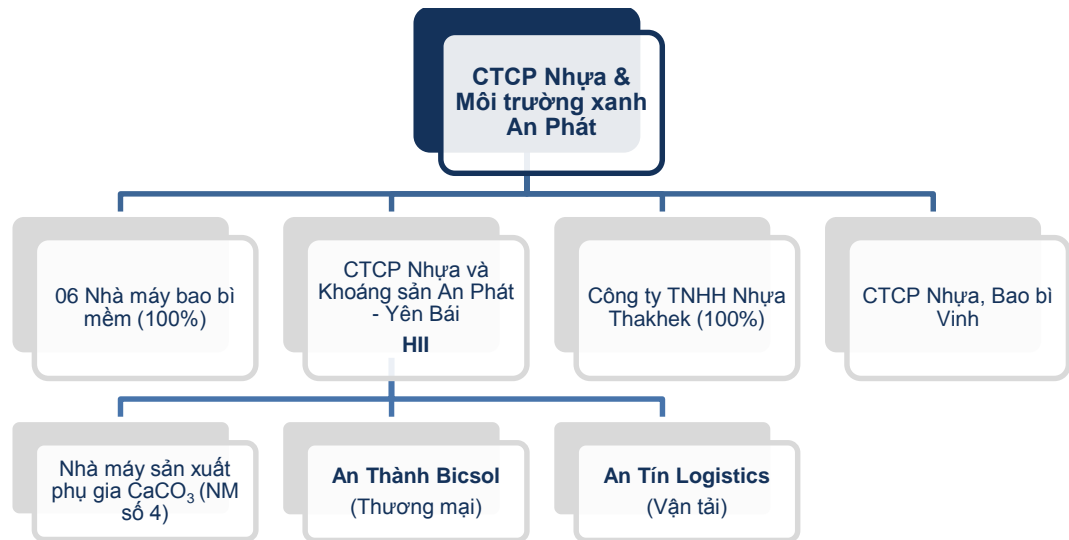 CTCP Nhựa &
Môi trường xanh
An Phát
06 Nhà máy bao bì
mềm (100%)
CTCP Nhựa và
Khoáng sản An Phát
- Yên Bái
HII
Công ty TNHH Nhựa
Thakhek (100%)
CTCP Nhựa, Bao bì
Vinh
Nhà máy sản xuất
phụ gia CaCO₃ (NM
số 4)
An Thành Bicsol
(Thương mại)
An Tín Logistics
(Vận tải)